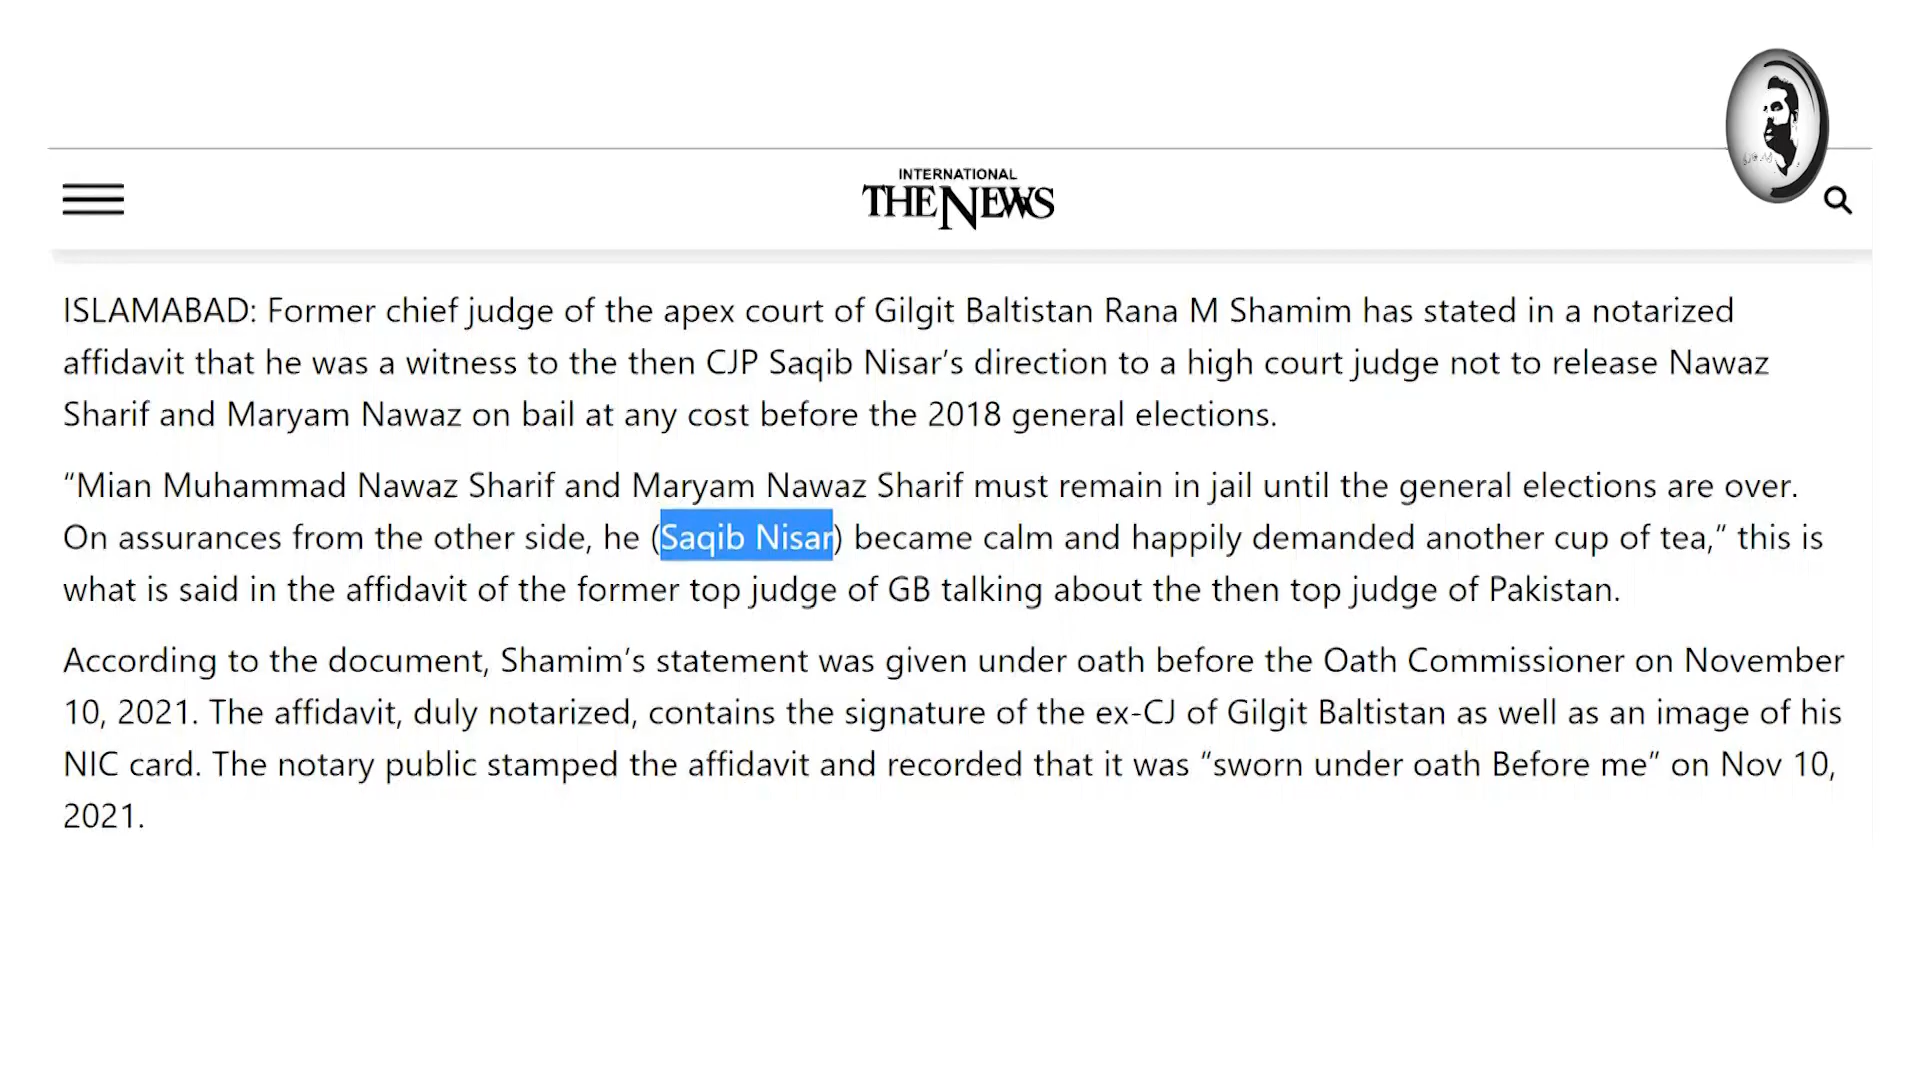 INTERNATIONAL
THE NEWS
ISLAMABAD: Former chief judge of the apex court of Gilgit Baltistan Rana M Shamim has stated in a notarized
affidavit that he was a witness to the then CJP Saqib Nisar’s direction to a high court judge not to release Nawaz
Sharif and Maryam Nawaz on bail at any cost before the 2018 general elections.
“Mian Muhammad Nawaz Sharif and Maryam Nawaz Sharif must remain in jail until the general elections are over.
On assurances from the other side, he (Saqib Nisar) became calm and happily demanded another cup of tea,” this is
what is said in the affidavit of the former top judge of GB talking about the then top judge of Pakistan.
According to the document, Shamim’s statement was given under oath before the Oath Commissioner on November
10, 2021. The affidavit, duly notarized, contains the signature of the ex-CJ of Gilgit Baltistan as well as an image of his
NIC card. The notary public stamped the affidavit and recorded that it was “sworn under oath Before me” on Nov 10,
2021.